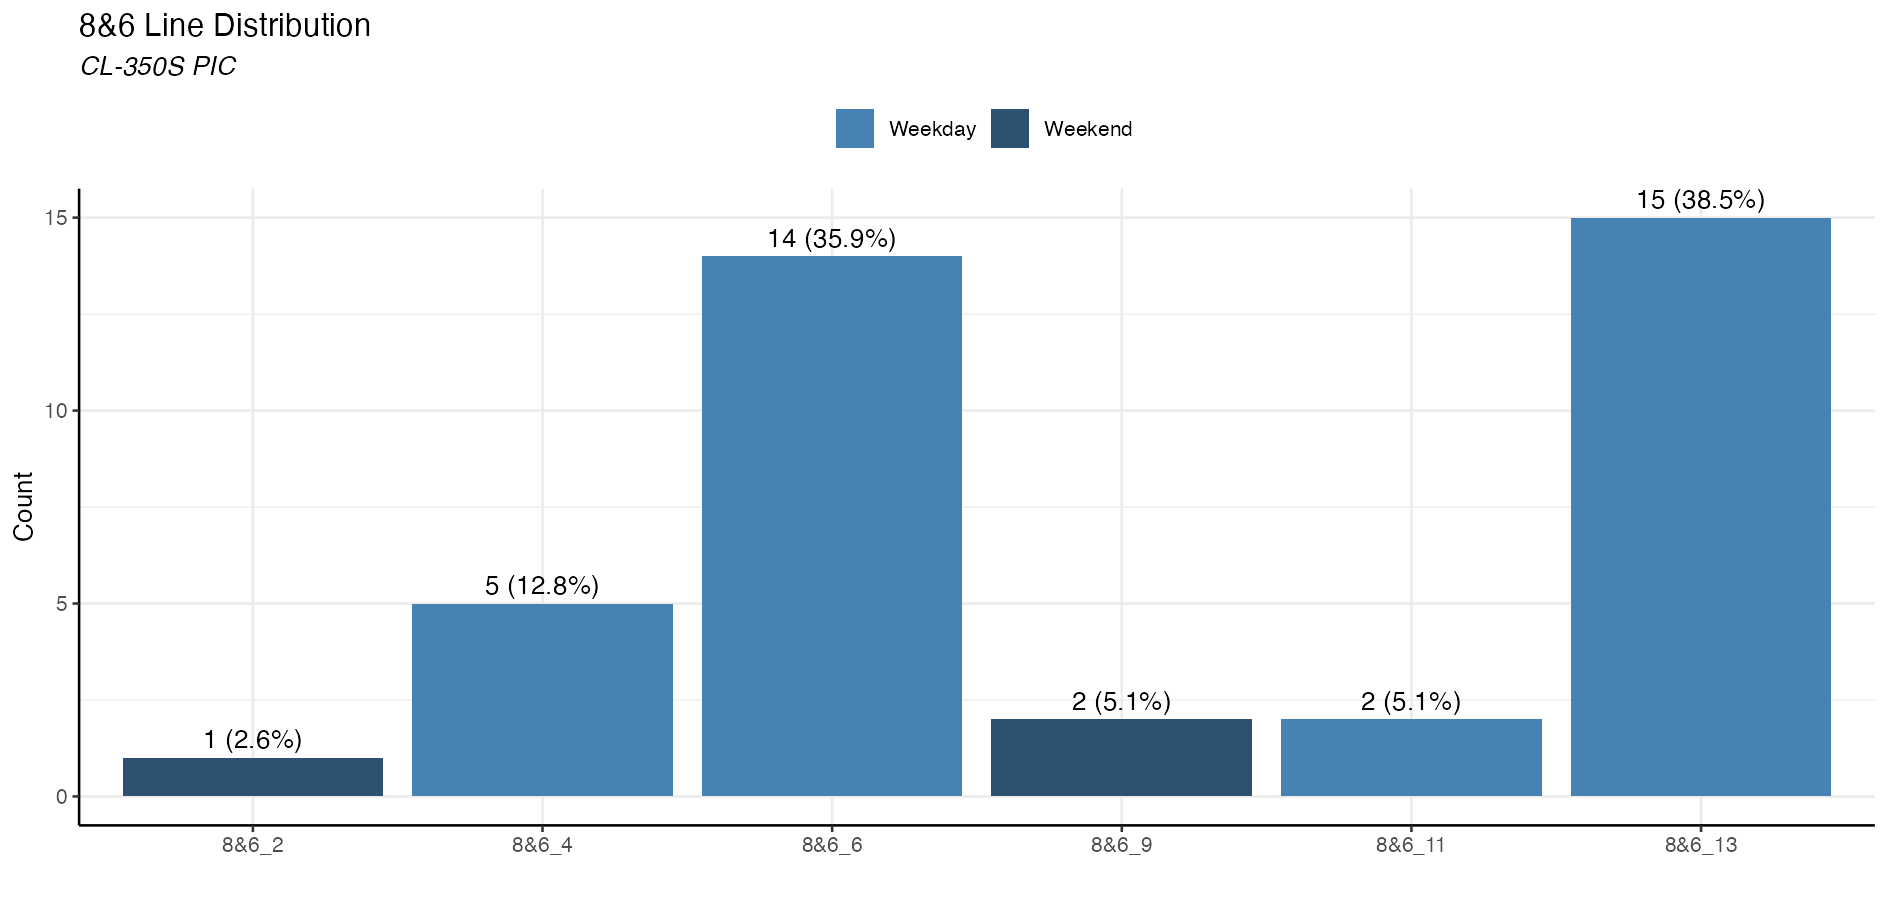 8&6 Line Distribution
CL-350S PIC
Weekday Weekend
Count
15
10
5
0
1 (2.6%)
5 (12.8%)
14 (35.9%)
2 (5.1%)
2 (5.1%)
15 (38.5%)
8&6_2 8&6_4 8&6_6 8&6_9 8&6_11 8&6_13